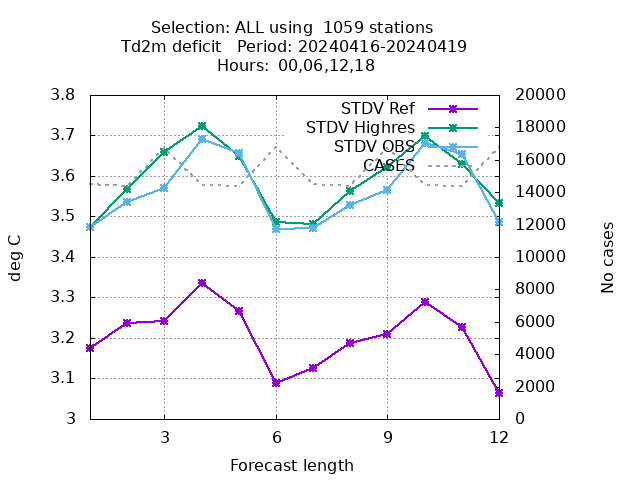 Selection: ALL using  1059 stations
Td2m deficit   Period: 20240416-20240419
Hours:  00,06,12,18
STDV Ref
STDV Highres
STDV OBS
CASES
3.8
3.7
3.6
3.5
3.4
3.3
3.2
3.1
3
20000
18000
16000
14000
12000
10000
8000
6000
4000
2000
0
deg C
No cases
3
6
9
12
Forecast length